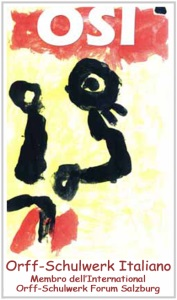 OSI
Orff-Schulwerk Italiano
Membro dell'International
Orff-Schulwerk Forum Salzburg